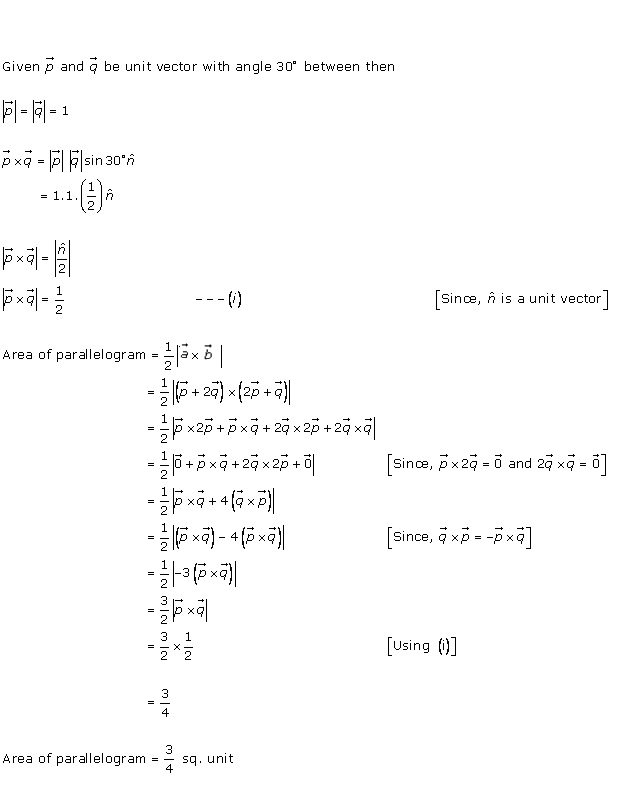 Given p⃗ and q⃗ be unit vector with angle 30° between then
|p⃗| = |q⃗| = 1
p⃗ × q⃗ = |p⃗| |q⃗| sin 30° n̂
= 1.1.(1/2) n̂
|p⃗ × q⃗| = |n̂/2|
|p⃗ × q⃗| = 1/2 – – – (i) [Since, n̂ is a unit vector]
Area of parallelogram = 1/2 |a⃗ × b⃗ |
= 1/2 |(p⃗ + 2q⃗) × (2p⃗ + q⃗)|
= 1/2 |p⃗ × 2p⃗ + p⃗ × q⃗ + 2q⃗ × 2p⃗ + 2q⃗ × q⃗|
= 1/2 |0⃗ + p⃗ × q⃗ + 2q⃗ × 2p⃗ + 0⃗| [Since, p⃗ × 2q⃗ = 0⃗ and 2q⃗ × q⃗ = 0⃗]
= 1/2 |p⃗ × q⃗ + 4 (q⃗ × p⃗)|
= 1/2 |(p⃗ × q⃗) – 4 (p⃗ × q⃗)| [Since, q⃗ × p⃗ = –p⃗ × q⃗]
= 1/2 |–3 (p⃗ × q⃗)|
= 3/2 |p⃗ × q⃗|
= 3/2 × 1/2 [Using (i)]
= 3/4
Area of parallelogram = 3/4 sq. unit